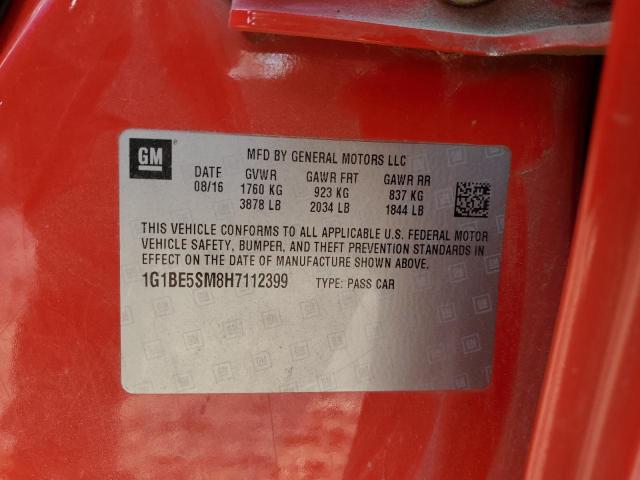 GM
MFD BY GENERAL MOTORS LLC
DATE GVWR GAWR FRT GAWR RR
08/16 1760 KG 923 KG 837 KG
3878 LB 2034 LB 1844 LB
THIS VEHICLE CONFORMS TO ALL APPLICABLE U.S. FEDERAL MOTOR
VEHICLE SAFETY, BUMPER, AND THEFT PREVENTION STANDARDS IN
EFFECT ON THE DATE OF MANUFACTURE SHOWN ABOVE.
1G1BE5SM8H7112399 TYPE: PASS CAR